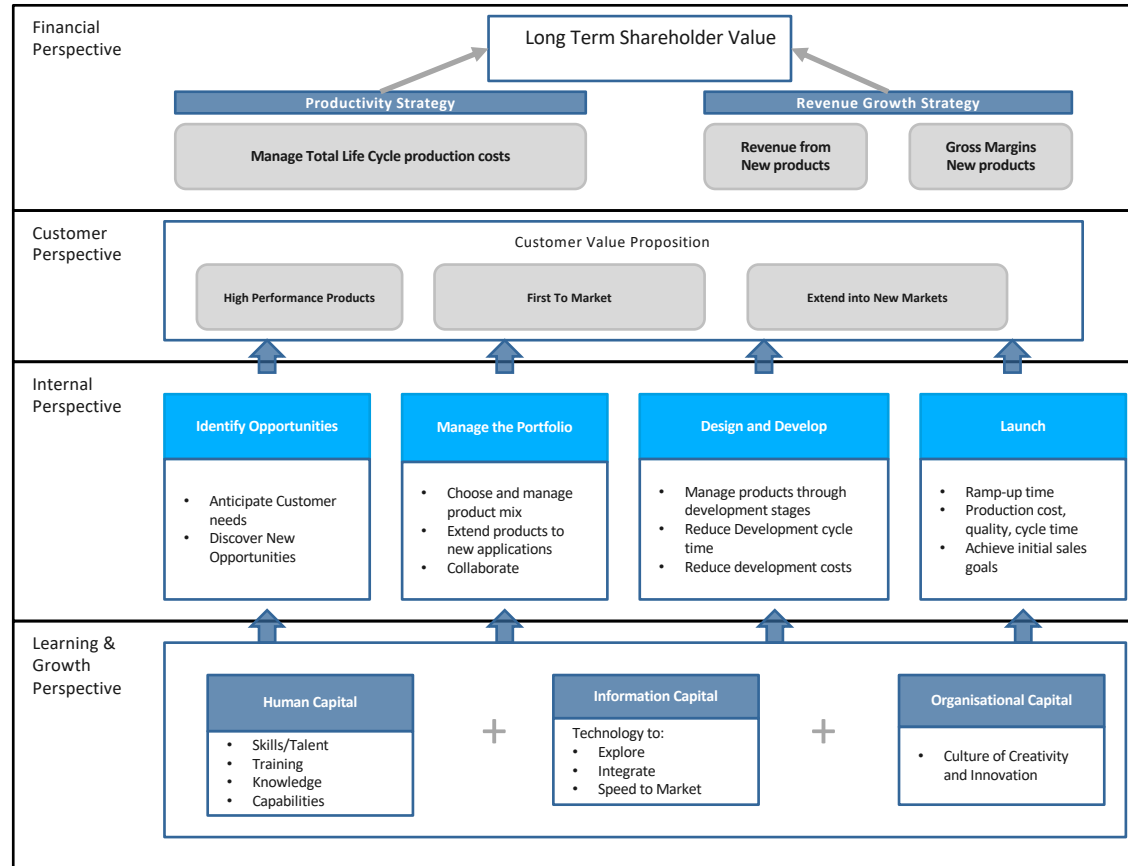 Financial
Perspective
Long Term Shareholder Value
Productivity Strategy
Revenue Growth Strategy
Manage Total Life Cycle production costs
Revenue from
New products
Gross Margins
New products
Customer
Perspective
Customer Value Proposition
High Performance Products
First To Market
Extend into New Markets
Internal
Perspective
Identify Opportunities
• Anticipate Customer
needs
• Discover New
Opportunities
Manage the Portfolio
• Choose and manage
product mix
• Extend products to
new applications
• Collaborate
Design and Develop
• Manage products through
development stages
• Reduce Development cycle
time
• Reduce development costs
Launch
• Ramp-up time
• Production cost,
quality, cycle time
• Achieve initial sales
goals
Learning &
Growth
Perspective
Human Capital
• Skills/Talent
• Training
• Knowledge
• Capabilities
+
Information Capital
Technology to:
• Explore
• Integrate
• Speed to Market
+
Organisational Capital
• Culture of Creativity
and Innovation